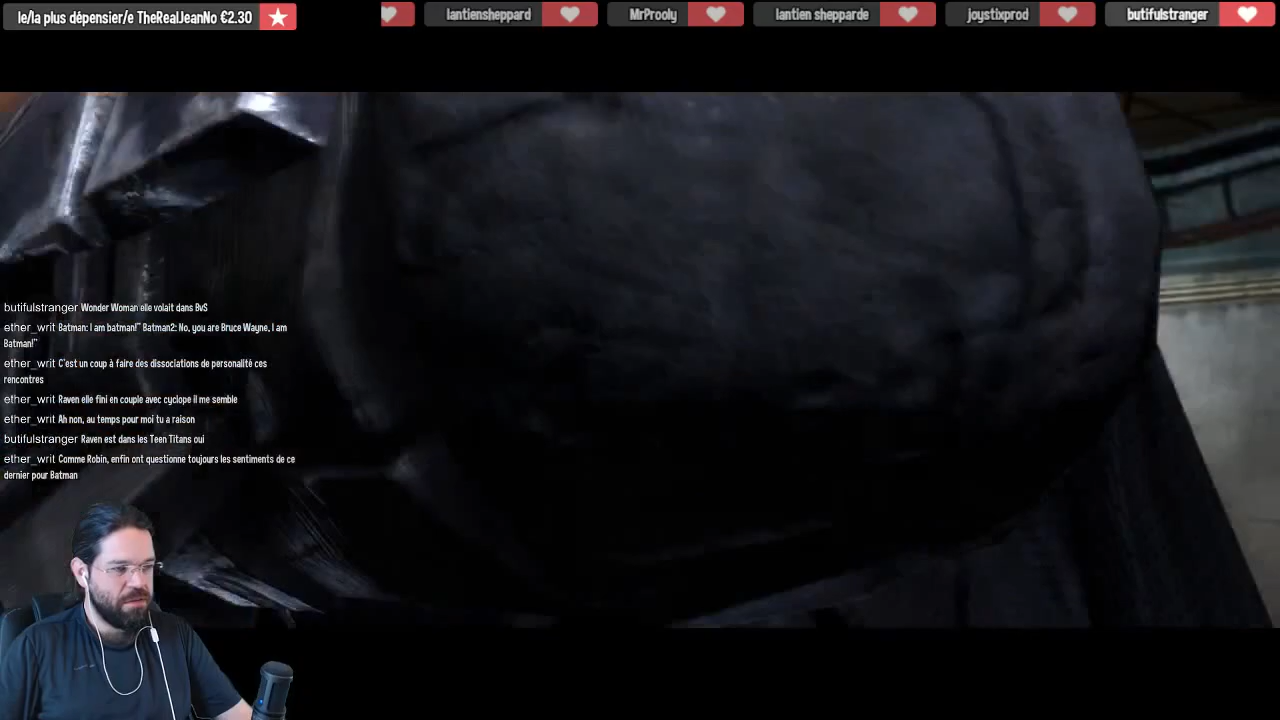 le/la plus dépensier/e TheRealJeanNo €2.30
lantiensheppard
MrProoly
lantien shepparde
joystixprod
butifulstranger
butifulstranger Wonder Woman elle volait dans BvS
ether_writ Batman: I am batman!" Batman2: No, you are Bruce Wayne, I am
Batman!"
ether_writ C'est un coup à faire des dissociations de personalité ces
rencontres
ether_writ Raven elle fini en couple avec cyclope il me semble
ether_writ Ah non, au temps pour moi tu a raison
butifulstranger Raven est dans les Teen Titans oui
ether_writ Comme Robin, enfin ont questionne toujours les sentiments de ce
dernier pour Batman